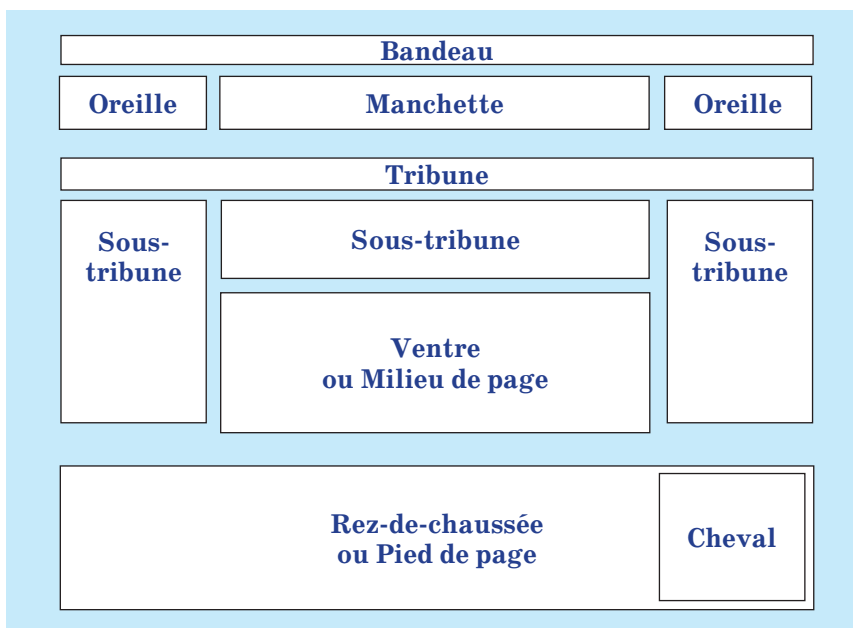 Bandeau
Oreille
Manchette
Oreille
Tribune
Sous-
tribune
Sous-tribune
Sous-
tribune
Ventre
ou Milieu de page
Rez-de-chaussée
ou Pied de page
Cheval